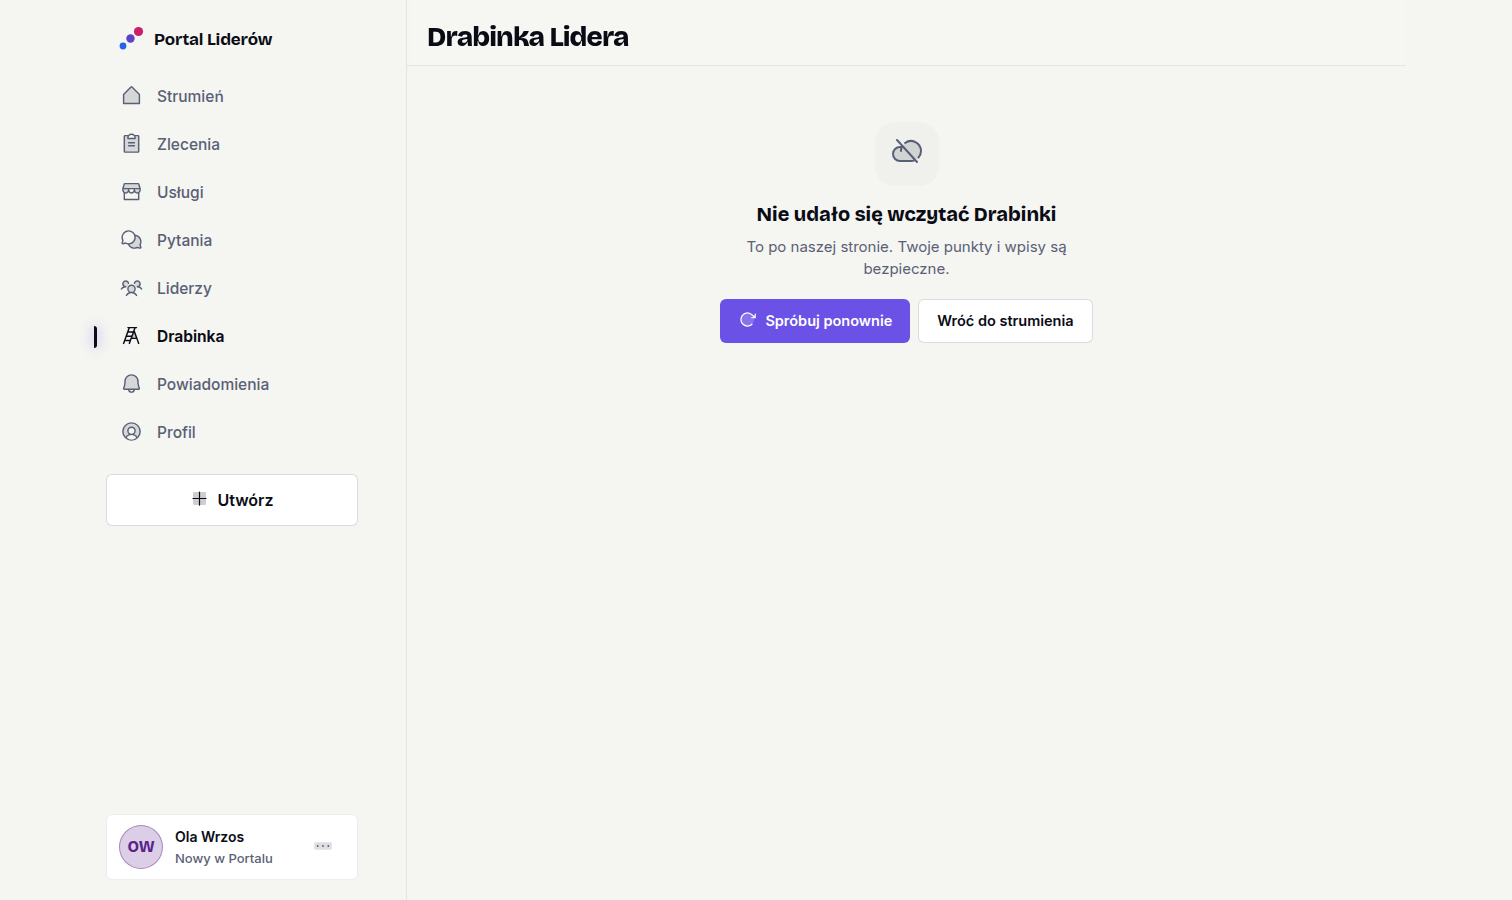 Portal Liderów
Strumień
Zlecenia
Usługi
Pytania
Liderzy
Drabinka
Powiadomienia
Profil
Utwórz
OW
Ola Wrzos
Nowy w Portalu
Drabinka Lidera
Nie udało się wczytać Drabinki
To po naszej stronie. Twoje punkty i wpisy są
bezpieczne.
Spróbuj ponownie
Wróć do strumienia